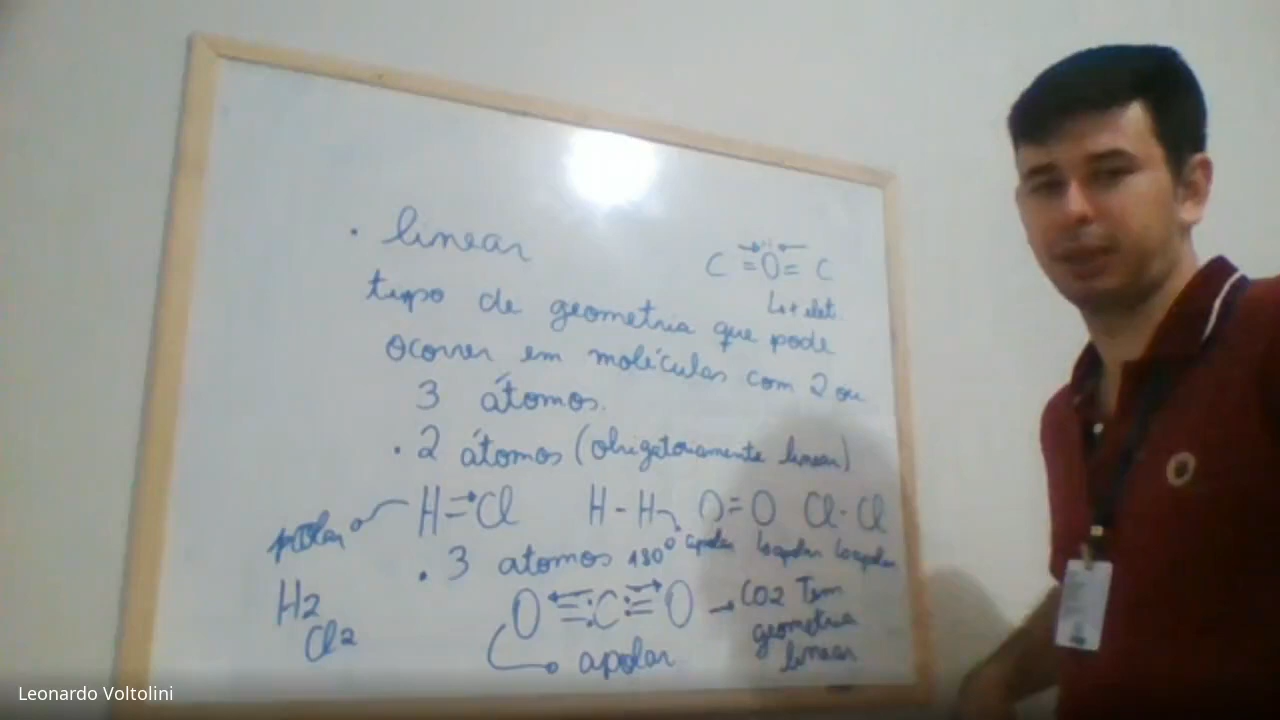 • linear
C = O = C
L + elet.
tipo de geometria que pode
ocorrer em moléculas com 2 ou
3 átomos.
• 2 átomos (obrigatoriamente linear)
polar H - Cl H - H O = O Cl - Cl
apolar apolar apolar
• 3 atomos 180°
H2
Cl2
O = C = O → CO2 Tem
geometria
linear
apolar
Leonardo Voltolini